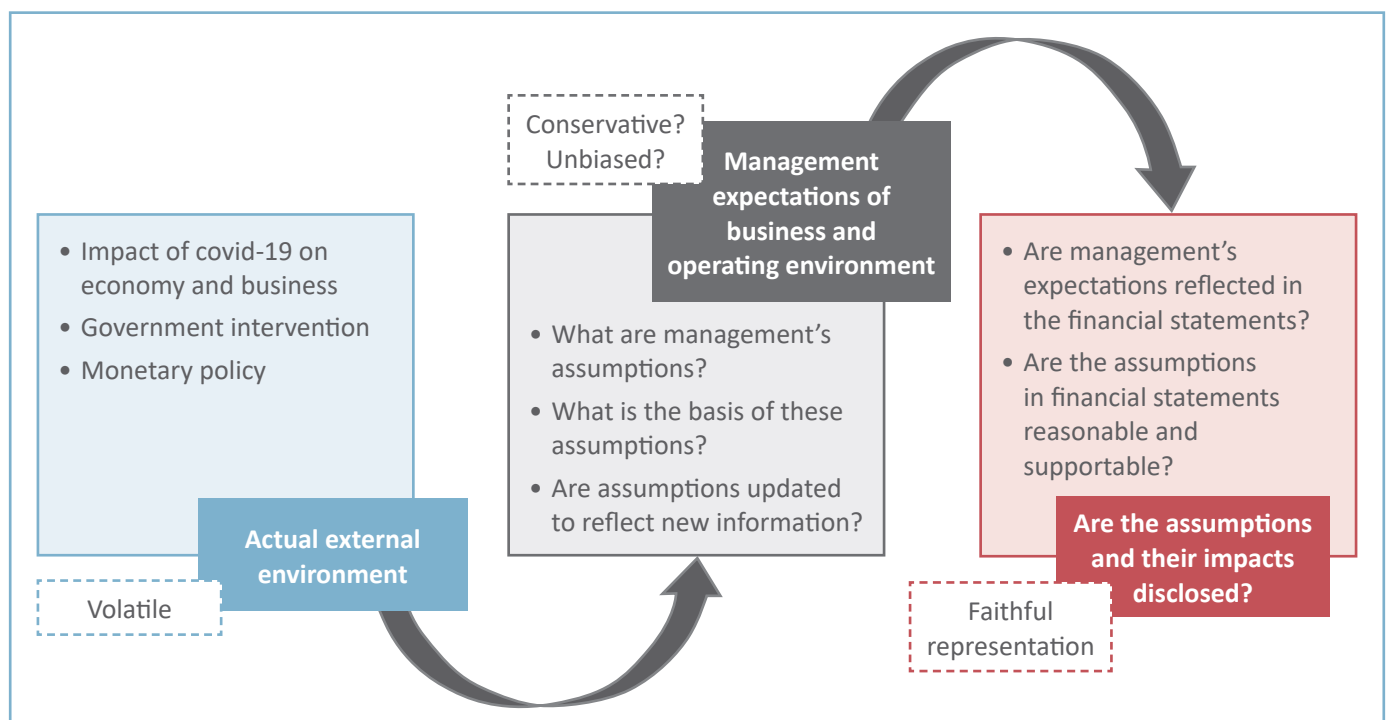 • Impact of covid-19 on
economy and business
• Government intervention
• Monetary policy
Actual external
environment
Volatile
Conservative?
Unbiased?
Management
expectations of
business and
operating environment
• What are management’s
assumptions?
• What is the basis of these
assumptions?
• Are assumptions updated
to reflect new information?
• Are management’s
expectations reflected in
the financial statements?
• Are the assumptions
in financial statements
reasonable and
supportable?
Are the assumptions
and their impacts
disclosed?
Faithful
representation